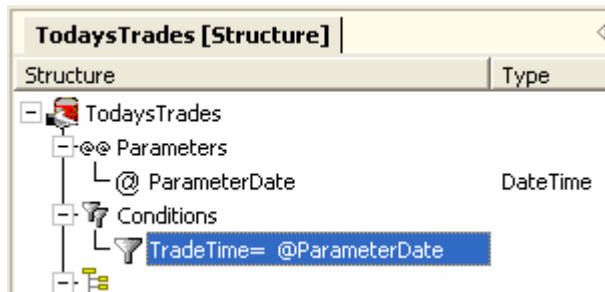 TodaysTrades [Structure]
Structure Type
TodaysTrades
@@ Parameters
@ ParameterDate DateTime
Conditions
TradeTime= @ParameterDate